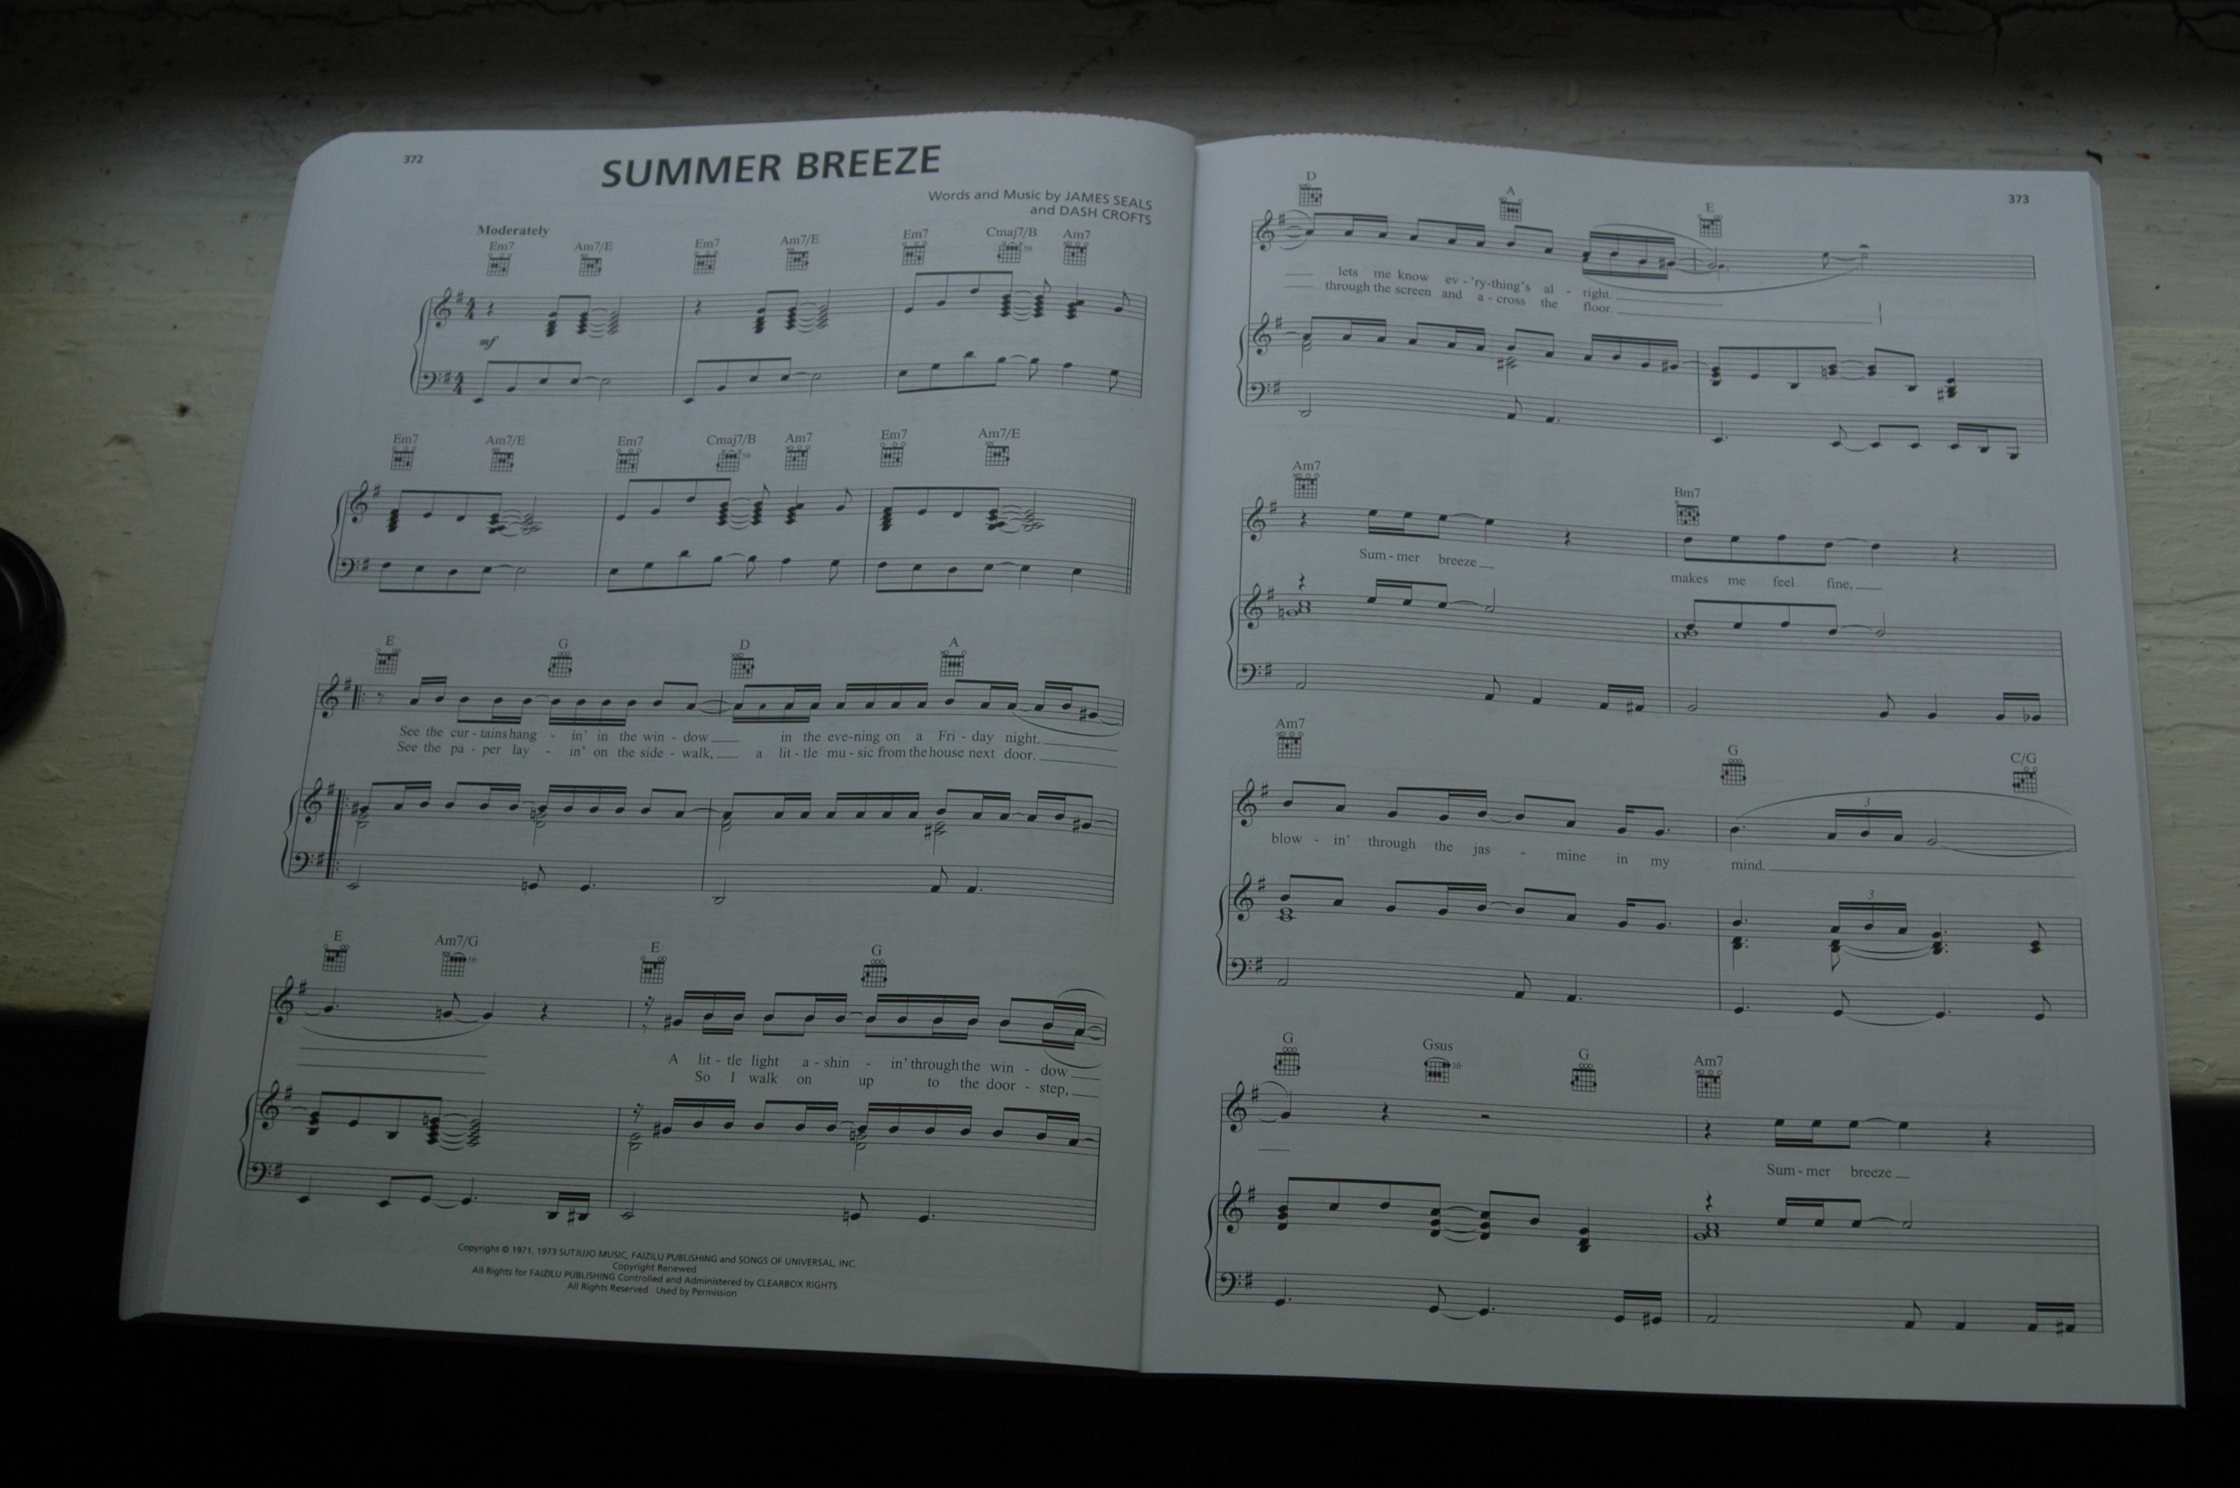 372
SUMMER BREEZE
Words and Music by JAMES SEALS
and DASH CROFTS
Moderately
Em7 Am7/E Em7 Am7/E Em7 Cmaj7/B Am7
mf
Em7 Am7/E Em7 Cmaj7/B Am7 Em7 Am7/E
E G D A
See the cur - tains hang - in' in the win - dow in the eve - ning on a Fri - day night.
See the pa - per lay - in' on the side - walk, a lit - tle mu - sic from the house next door.
E Am7/G E G
A lit - tle light a - shin - in' through the win - dow
So I walk on up to the door - step,
Copyright © 1971, 1973 SUTJUJO MUSIC, FAIZILU PUBLISHING and SONGS OF UNIVERSAL, INC.
Copyright Renewed
All Rights for FAIZILU PUBLISHING Controlled and Administered by CLEARBOX RIGHTS
All Rights Reserved Used by Permission
373
D A E
lets me know ev - 'ry - thing's al - right.
through the screen and a - cross the floor.
Am7 Bm7
Sum - mer breeze makes me feel fine,
Am7 G C/G
3
blow - in' through the jas - mine in my mind.
3
G Gsus G Am7
Sum - mer breeze